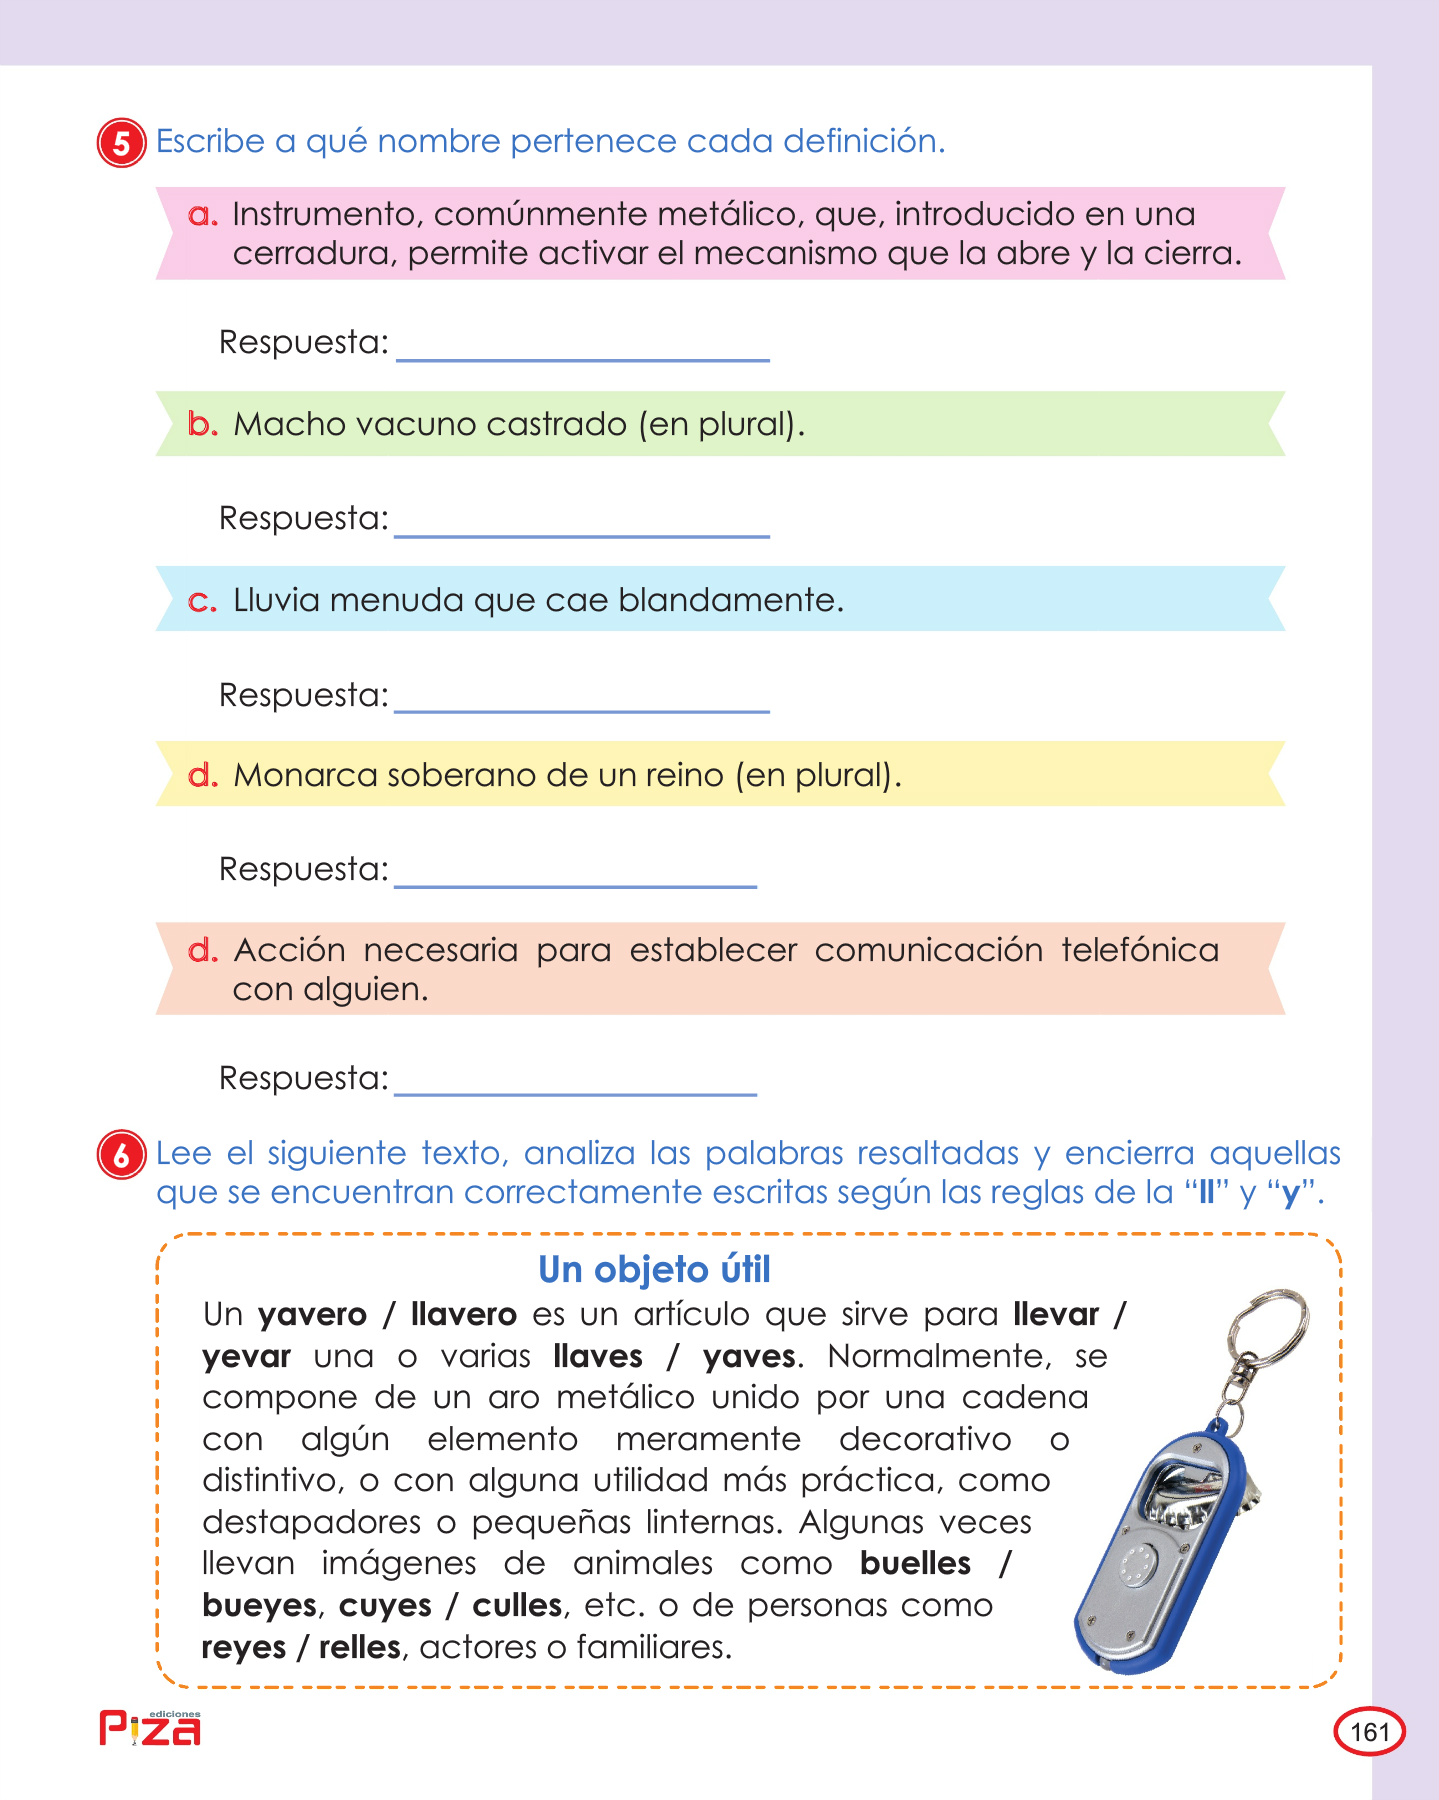 5 Escribe a qué nombre pertenece cada definición.
a. Instrumento, comúnmente metálico, que, introducido en una
cerradura, permite activar el mecanismo que la abre y la cierra.
Respuesta:
b. Macho vacuno castrado (en plural).
Respuesta:
c. Lluvia menuda que cae blandamente.
Respuesta:
d. Monarca soberano de un reino (en plural).
Respuesta:
d. Acción necesaria para establecer comunicación telefónica
con alguien.
Respuesta:
6 Lee el siguiente texto, analiza las palabras resaltadas y encierra aquellas
que se encuentran correctamente escritas según las reglas de la “ll” y “y”.
Un objeto útil
Un yavero / llavero es un artículo que sirve para llevar /
yevar una o varias llaves / yaves. Normalmente, se
compone de un aro metálico unido por una cadena
con algún elemento meramente decorativo o
distintivo, o con alguna utilidad más práctica, como
destapadores o pequeñas linternas. Algunas veces
llevan imágenes de animales como buelles /
bueyes, cuyes / culles, etc. o de personas como
reyes / relles, actores o familiares.
ediciones
Piza
161